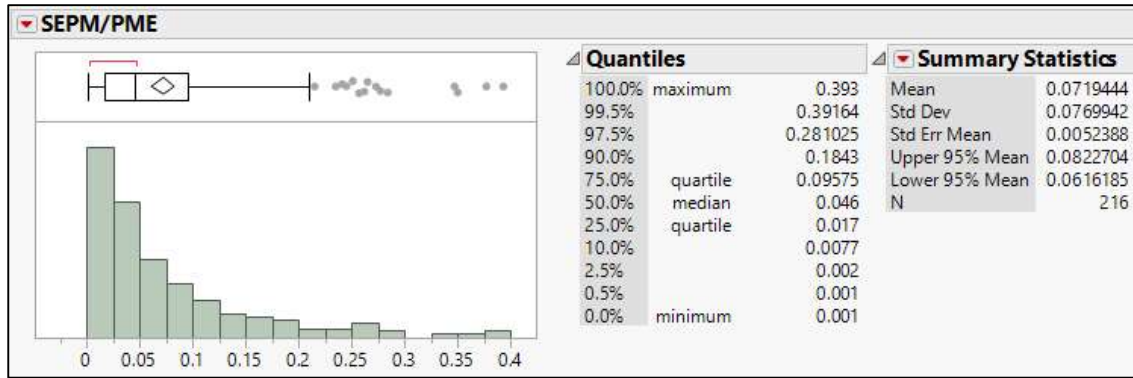 SEPM/PME
Quantiles
100.0% maximum 0.393
99.5% 0.39164
97.5% 0.281025
90.0% 0.1843
75.0% quartile 0.09575
50.0% median 0.046
25.0% quartile 0.017
10.0% 0.0077
2.5% 0.002
0.5% 0.001
0.0% minimum 0.001
Summary Statistics
Mean 0.0719444
Std Dev 0.0769942
Std Err Mean 0.0052388
Upper 95% Mean 0.0822704
Lower 95% Mean 0.0616185
N 216
0 0.05 0.1 0.15 0.2 0.25 0.3 0.35 0.4